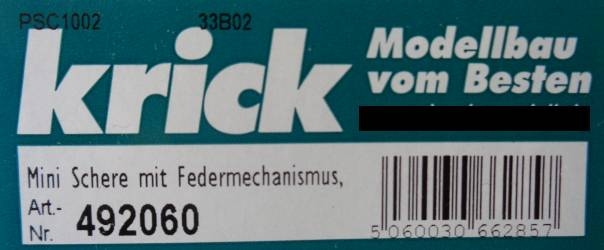 PSC1002 33B02
krick
Modellbau
vom Besten
Mini Schere mit Federmechanismus,
Art.-
Nr. 492060
5 060030 662857